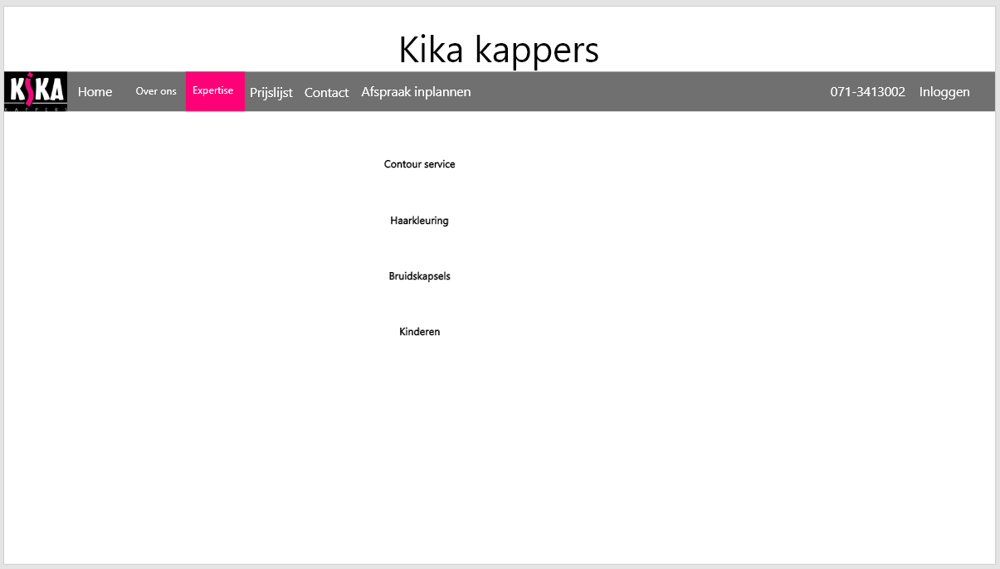 Kika kappers
KiKA
KAPPERS
Home Over ons Expertise Prijslijst Contact Afspraak inplannen 071-3413002 Inloggen
Contour service
Haarkleuring
Bruidskapsels
Kinderen